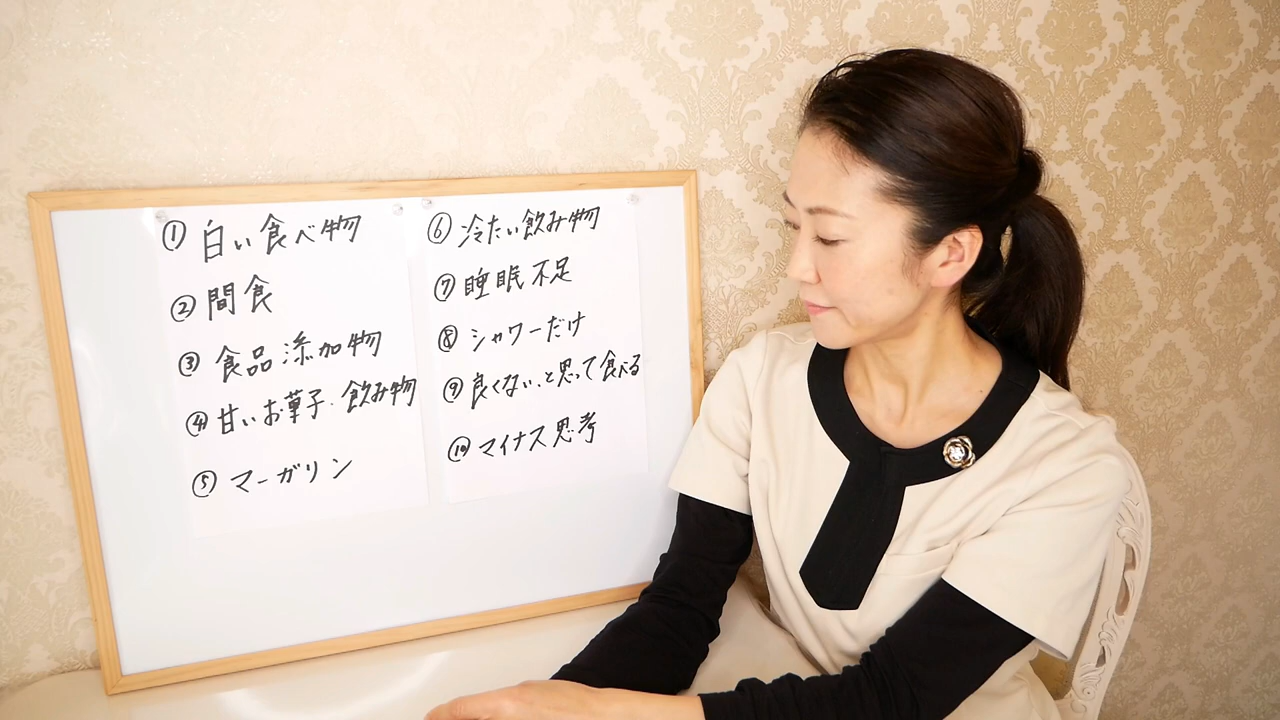 ① 白い食べ物
② 間食
③ 食品添加物
④ 甘いお菓子・飲み物
⑤ マーガリン
⑥ 冷たい飲み物
⑦ 睡眠不足
⑧ シャワーだけ
⑨ 良くない、と思って食べる
⑩ マイナス思考